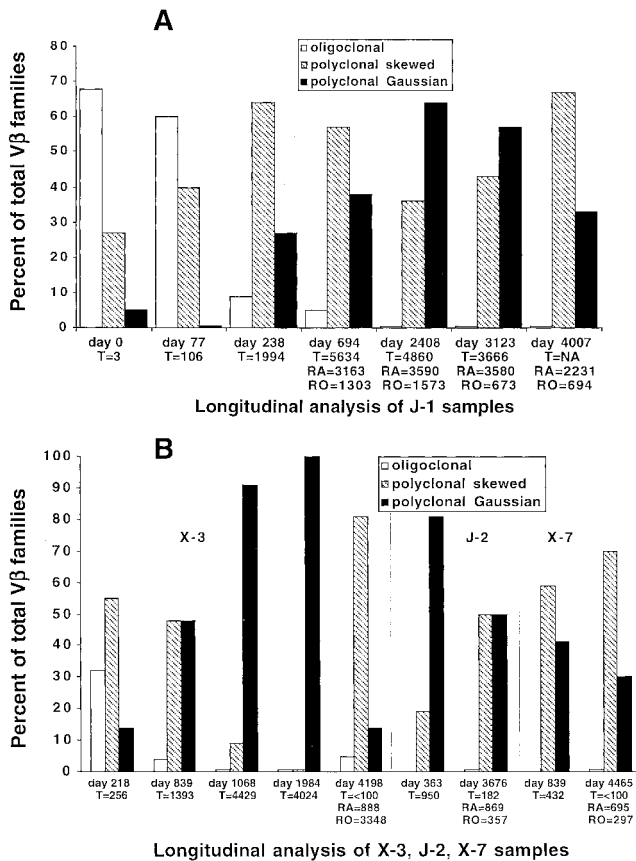 A
Percent of total Vβ families
80
70
60
50
40
30
20
10
0
oligoclonal
polyclonal skewed
polyclonal Gaussian
day 0 day 77 day 238 day 694 day 2408 day 3123 day 4007
T=3 T=106 T=1994 T=5634 T=4860 T=3666 T=NA
RA=3163 RA=3590 RA=3580 RA=2231
RO=1303 RO=1573 RO=673 RO=694
Longitudinal analysis of J-1 samples
B
Percent of total Vβ families
100
90
80
70
60
50
40
30
20
10
0
oligoclonal
polyclonal skewed
polyclonal Gaussian
X-3 J-2 X-7
day 218 day 839 day 1068 day 1984 day 4198 day 363 day 3676 day 839 day 4465
T=256 T=1393 T=4429 T=4024 T=<100 T=950 T=182 T=432 T=<100
RA=888 RA=869 RA=695
RO=3348 RO=357 RO=297
Longitudinal analysis of X-3, J-2, X-7 samples